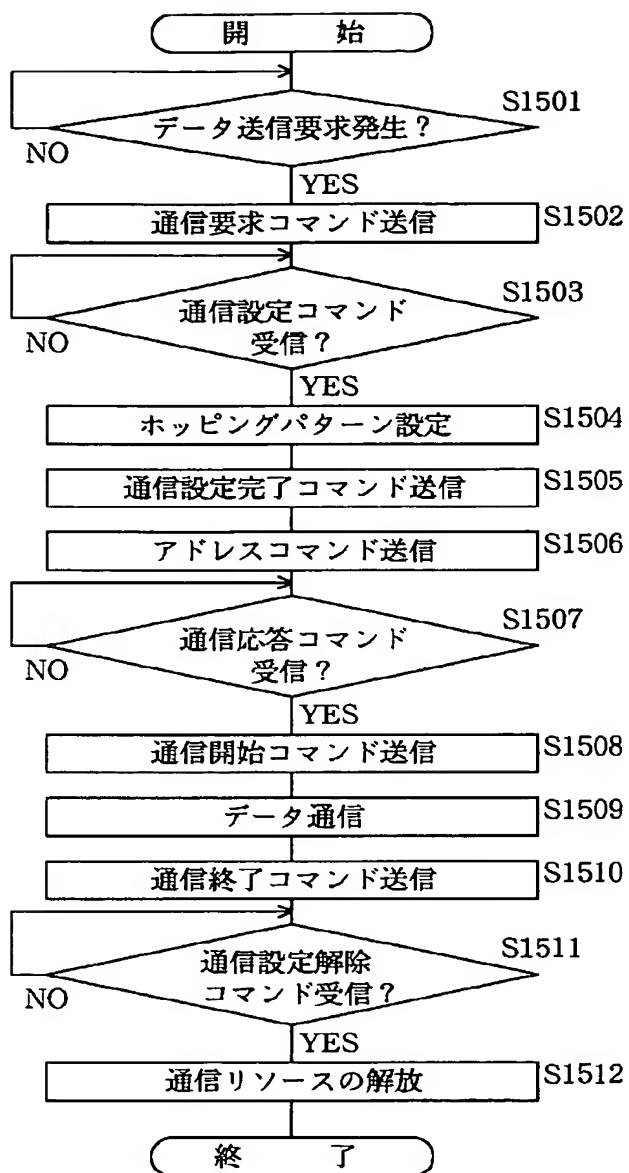 開 始
S1501
データ送信要求発生？
NO
YES
通信要求コマンド送信
S1502
S1503
通信設定コマンド
受信？
NO
YES
ホッピングパターン設定
S1504
通信設定完了コマンド送信
S1505
アドレスコマンド送信
S1506
S1507
通信応答コマンド
受信？
NO
YES
通信開始コマンド送信
S1508
データ通信
S1509
通信終了コマンド送信
S1510
S1511
通信設定解除
コマンド受信？
NO
YES
通信リソースの解放
S1512
終 了